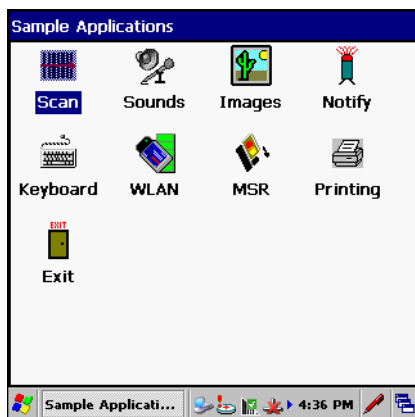 Sample Applications
Scan Sounds Images Notify
Keyboard WLAN MSR Printing
EXIT
Exit
Sample Applicati... 4:36 PM